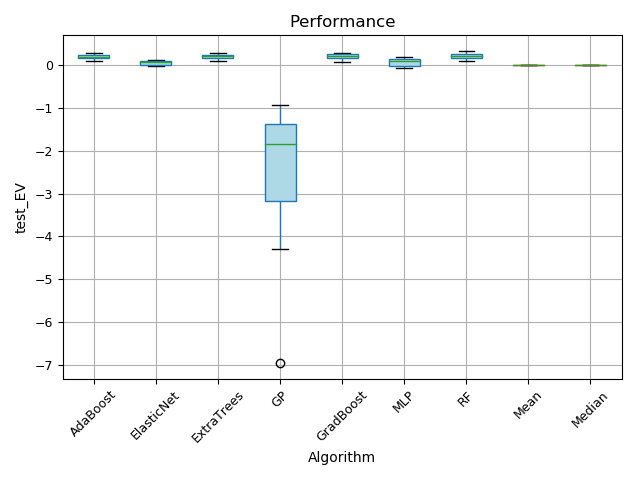 Performance
test_EV
0
−1
−2
−3
−4
−5
−6
−7
AdaBoost
ElasticNet
ExtraTrees
GP
GradBoost
MLP
RF
Mean
Median
Algorithm